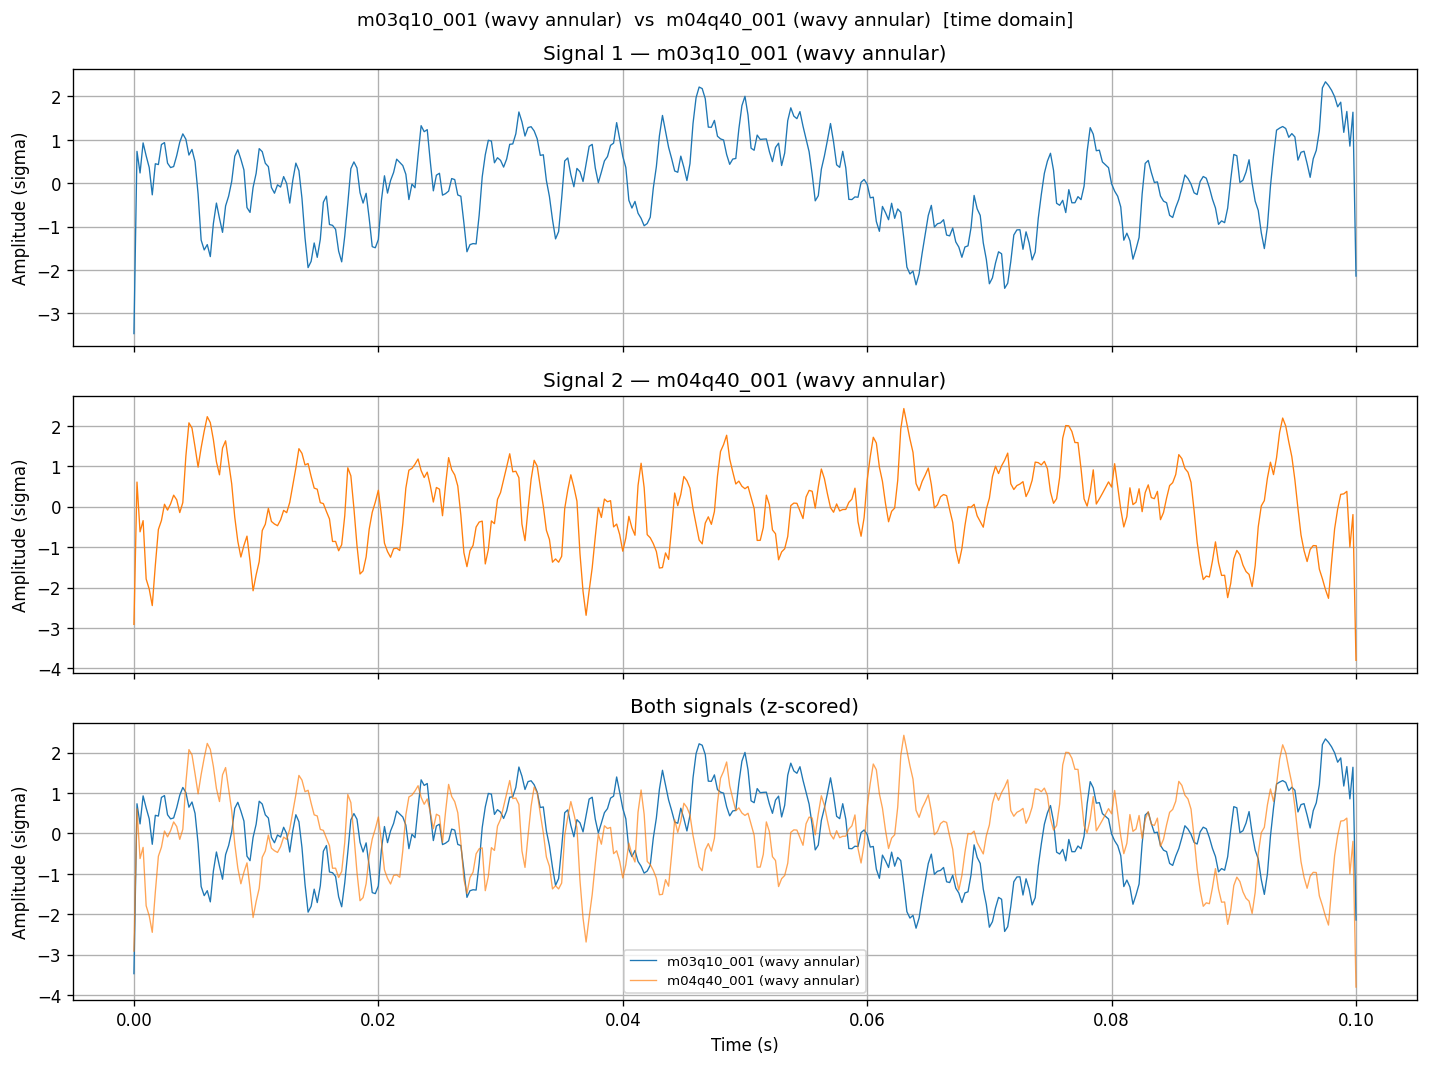 m03q10_001 (wavy annular)  vs  m04q40_001 (wavy annular)  [time domain]
Signal 1 — m03q10_001 (wavy annular)
Amplitude (sigma)
2
1
0
−1
−2
−3
Signal 2 — m04q40_001 (wavy annular)
Amplitude (sigma)
2
1
0
−1
−2
−3
−4
Both signals (z-scored)
Amplitude (sigma)
2
1
0
−1
−2
−3
−4
m03q10_001 (wavy annular)
m04q40_001 (wavy annular)
0.00 0.02 0.04 0.06 0.08 0.10
Time (s)